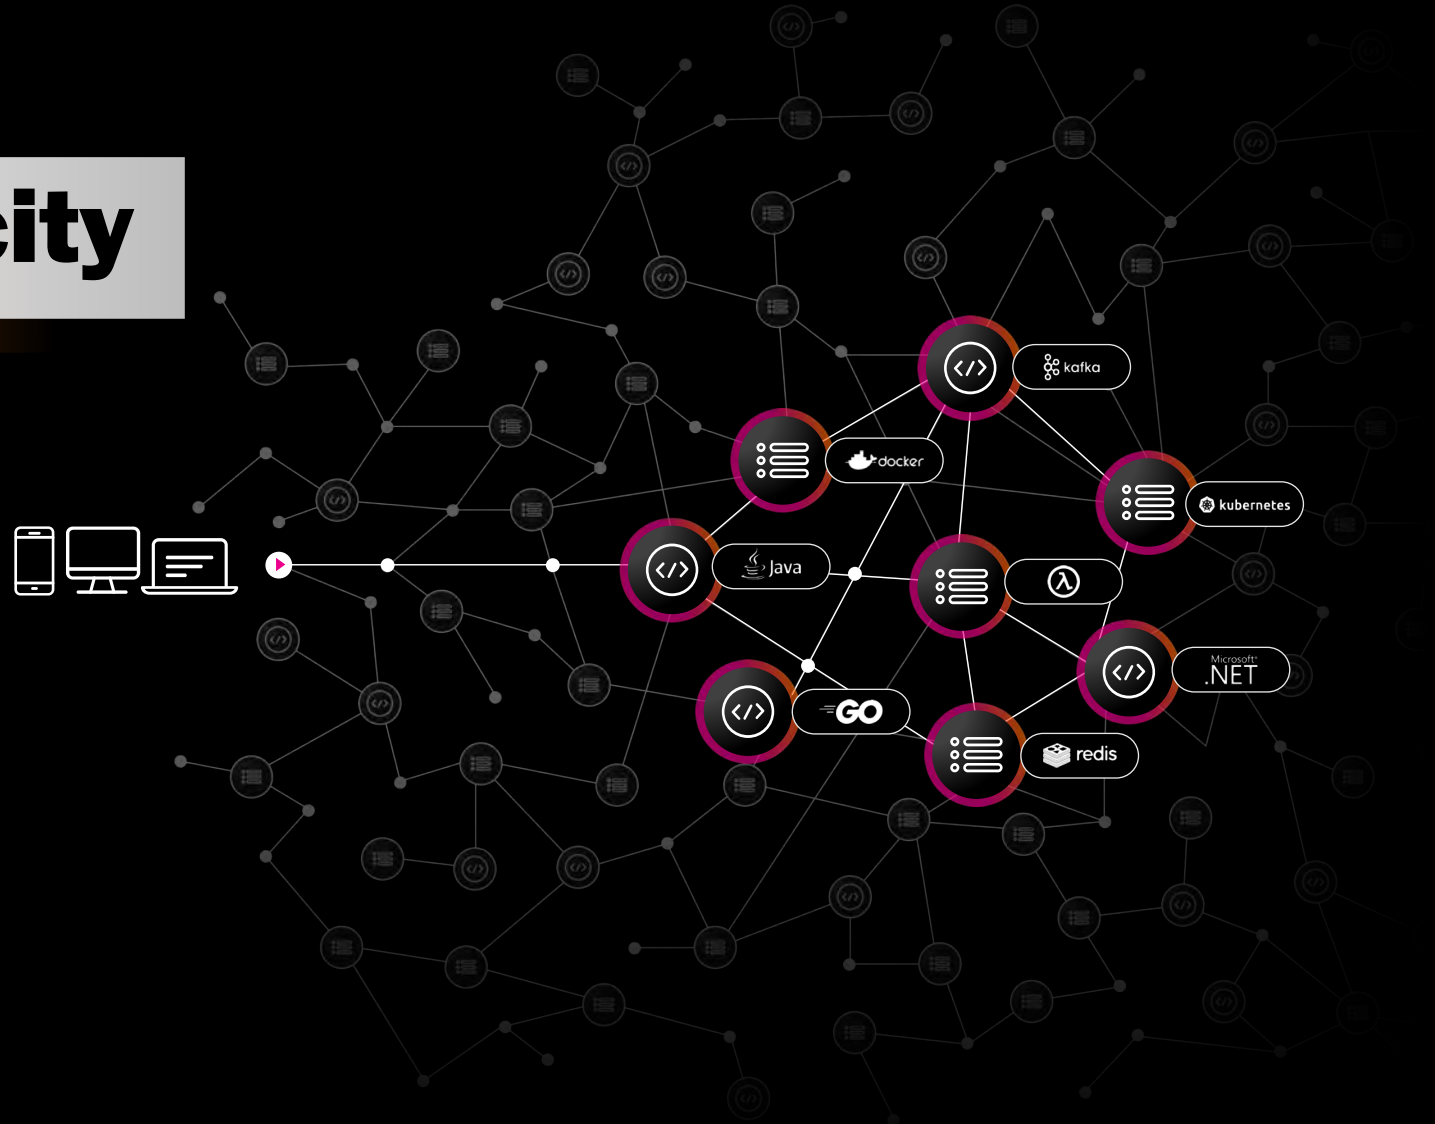 city
kafka
docker
kubernetes
Java
λ
Microsoft®
.NET
GO
redis